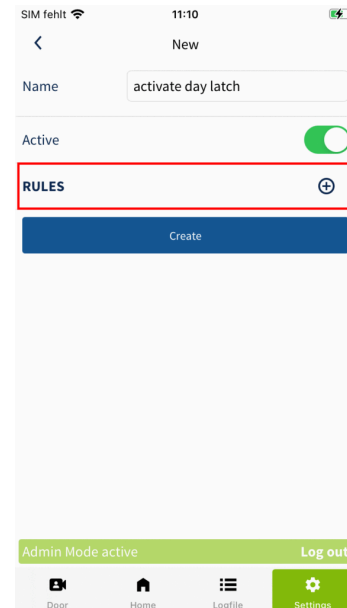 SIM fehlt 11:10
New
Name activate day latch
Active
RULES
Create
Admin Mode active Log out
Door Home Logfile Settings